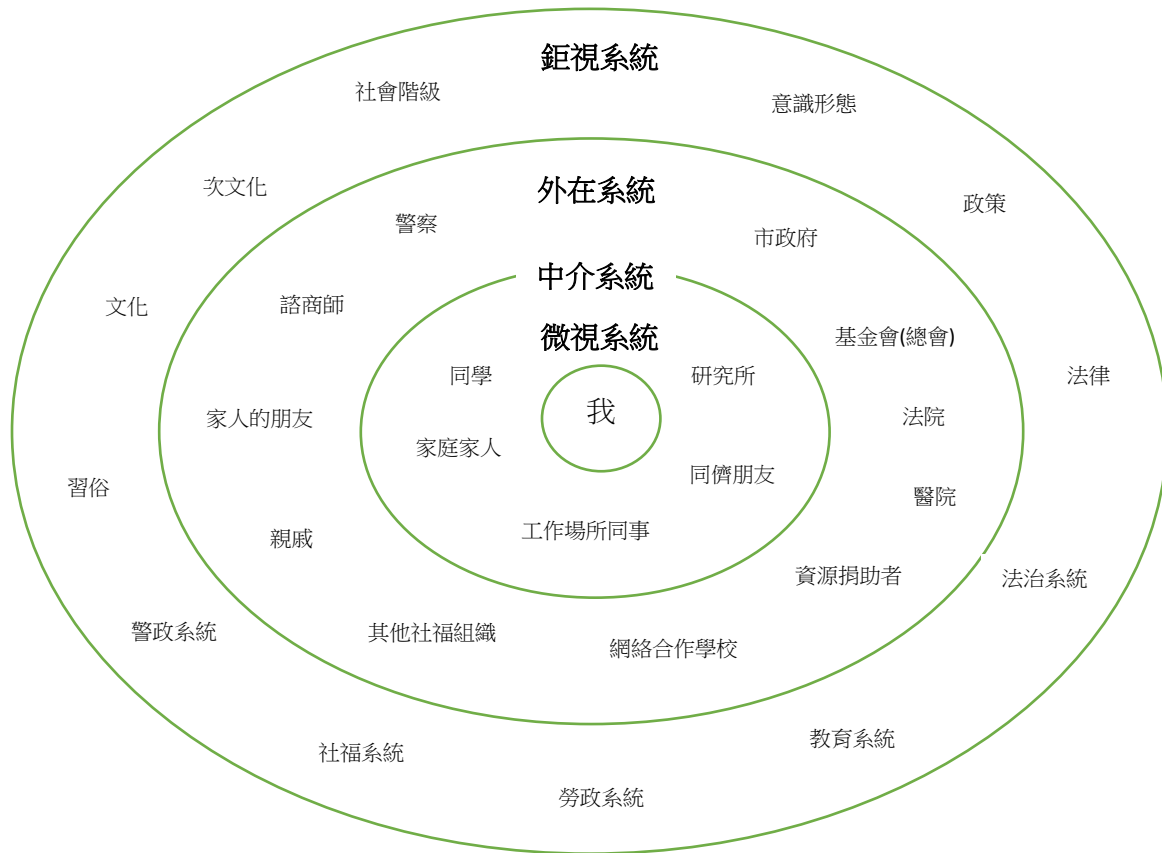 鉅視系統
社會階級
意識形態
次文化
政策
文化
法律
習俗
法治系統
警政系統
教育系統
社福系統
勞政系統
外在系統
警察
市政府
諮商師
基金會(總會)
家人的朋友
法院
醫院
親戚
資源捐助者
其他社福組織
網絡合作學校
中介系統
微視系統
同學
研究所
我
家庭家人
同儕朋友
工作場所同事